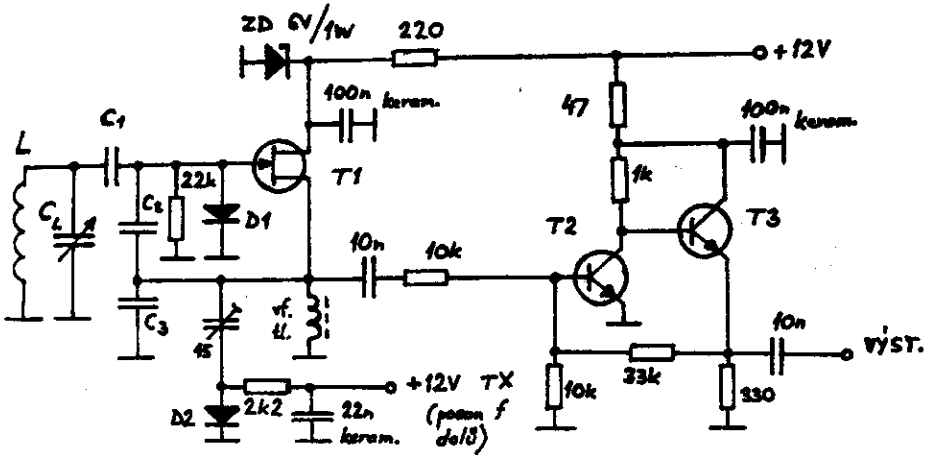 ZD 6V/1W
220
+12V
100n
keram.
47
100n
keram.
C1
L
22k
T1
1k
CL
C2
D1
T2
T3
10n
10k
C3
15
vf.
tl.
10n
VÝST.
33k
10k
330
D2
2k2
+12V TX
22n
keram.
(posun f
dolů)